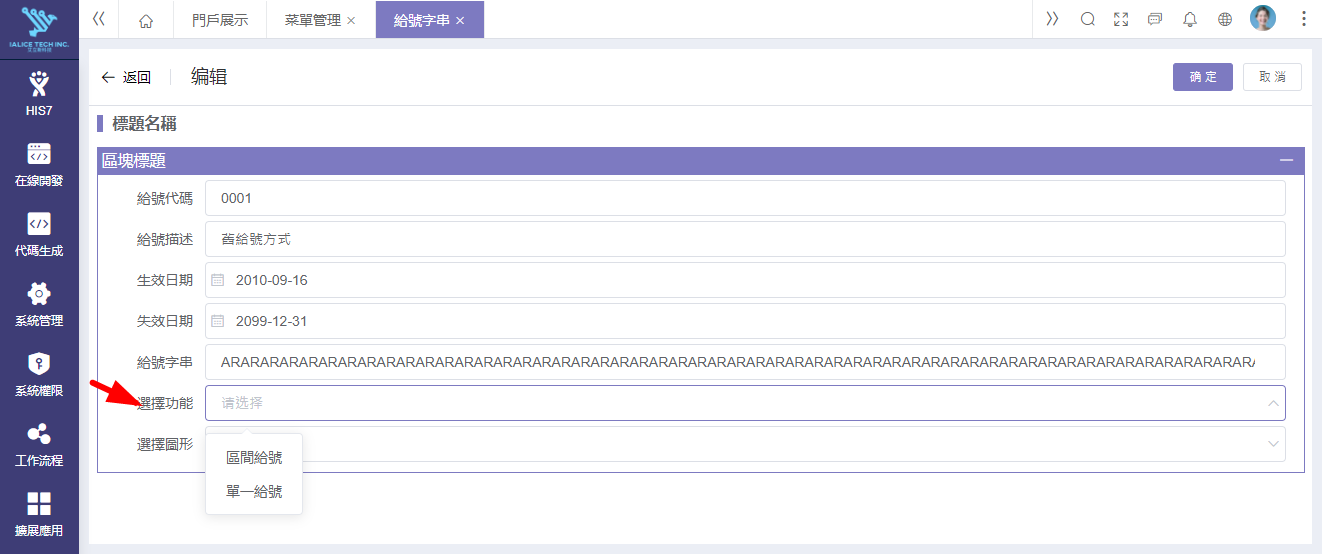 門戶展示
菜單管理 ×
給號字串 ×
IALICE TECH INC.
HIS7
在線開發
代碼生成
系統管理
系統權限
工作流程
擴展應用
返回
编辑
确 定
取 消
標題名稱
區塊標題
給號代碼 0001
給號描述 舊給號方式
生效日期 2010-09-16
失效日期 2099-12-31
給號字串 ARARARARARARARARARARARARARARARARARARARARARARARARARARARARARARARARARARARARARARARARARARARARARARARARARARARARARA
選擇功能 请选择
選擇圖形
區間給號
單一給號